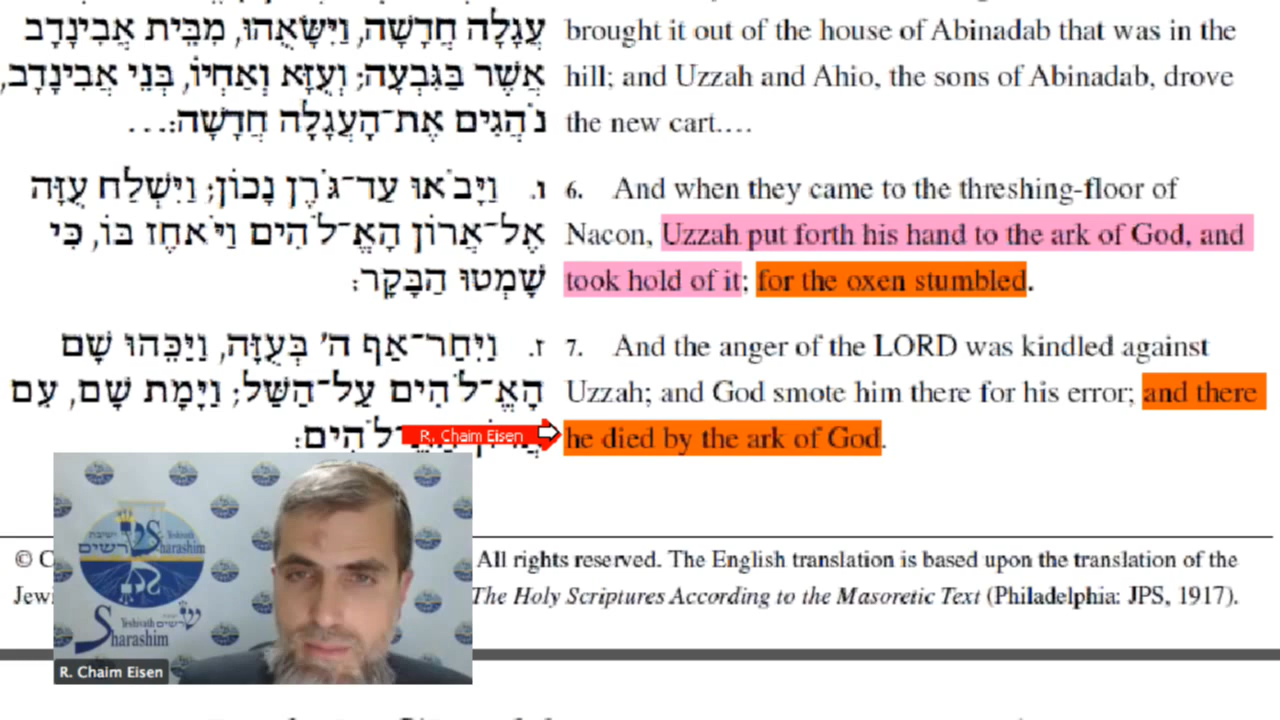 עֲגָלָה חֲדָשָׁה, וַיִּשָּׂאֻהוּ, מִבֵּית אֲבִינָדָב
אֲשֶׁר בַּגִּבְעָה; וְעֻזָּא וְאַחְיוֹ, בְּנֵי אֲבִינָדָב,
נֹהֲגִים אֶת־הָעֲגָלָה חֲדָשָׁה:…
brought it out of the house of Abinadab that was in the
hill; and Uzzah and Ahio, the sons of Abinadab, drove
the new cart….
ו. וַיָּבֹאוּ עַד־גֹּרֶן נָכוֹן; וַיִּשְׁלַח עֻזָּה
אֶל־אֲרוֹן הָאֱ־לֹהִים וַיֹּאחֶז בּוֹ, כִּי
שָׁמְטוּ הַבָּקָר:
6. And when they came to the threshing-floor of
Nacon, Uzzah put forth his hand to the ark of God, and
took hold of it; for the oxen stumbled.
ז. וַיִּחַר־אַף ה' בְּעֻזָּה, וַיַּכֵּהוּ שָׁם
הָאֱ־לֹהִים עַל־הַשַּׁל; וַיָּמָת שָׁם, עִם
7. And the anger of the LORD was kindled against
Uzzah; and God smote him there for his error; and there
he died by the ark of God.
R. Chaim Eisen
©
All rights reserved. The English translation is based upon the translation of the
The Holy Scriptures According to the Masoretic Text (Philadelphia: JPS, 1917).
ישיבת שרשים
Yeshivath Sharashim
Yeshivath שרשים
Sharashim
R. Chaim Eisen